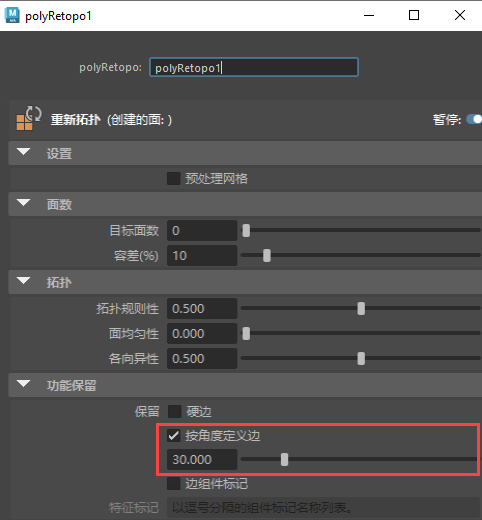 polyRetopo1
polyRetopo: polyRetopo1
重新拓扑 (创建的面: ) 暂停:
设置
预处理网格
面数
目标面数 0
容差(%) 10
拓扑
拓扑规则性 0.500
面均匀性 0.000
各向异性 0.500
功能保留
保留 硬边
按角度定义边
30.000
边组件标记
特征标记 以逗号分隔的组件标记名称列表。